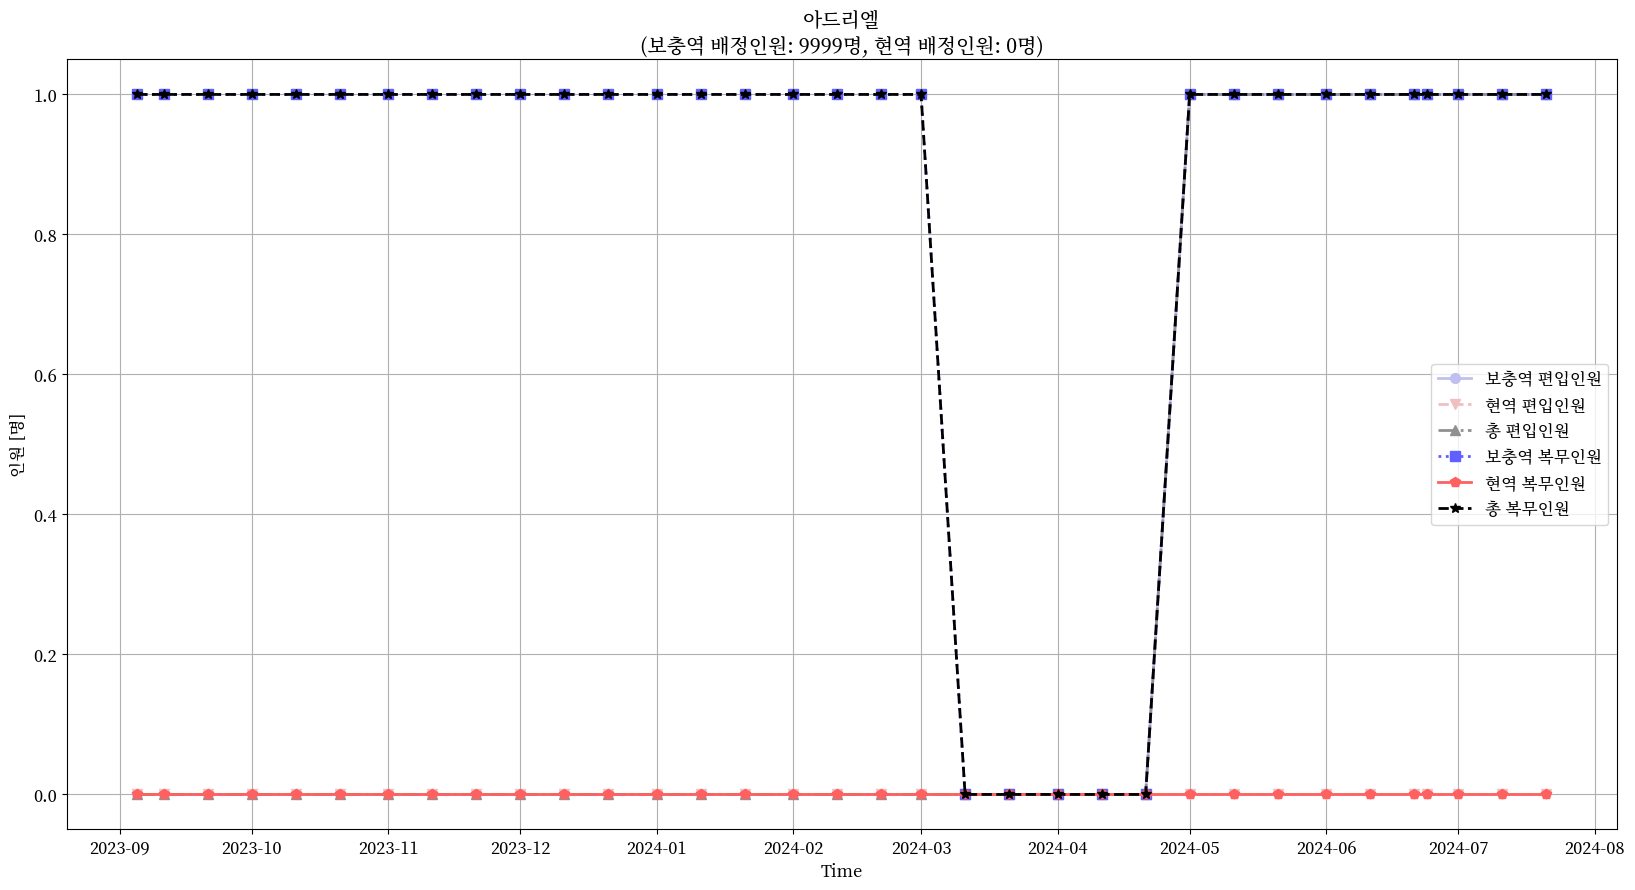 아드리엘
(보충역 배정인원: 9999명, 현역 배정인원: 0명)
인원 [명]
1.0
0.8
0.6
0.4
0.2
0.0
보충역 편입인원
현역 편입인원
총 편입인원
보충역 복무인원
현역 복무인원
총 복무인원
2023-09 2023-10 2023-11 2023-12 2024-01 2024-02 2024-03 2024-04 2024-05 2024-06 2024-07 2024-08
Time